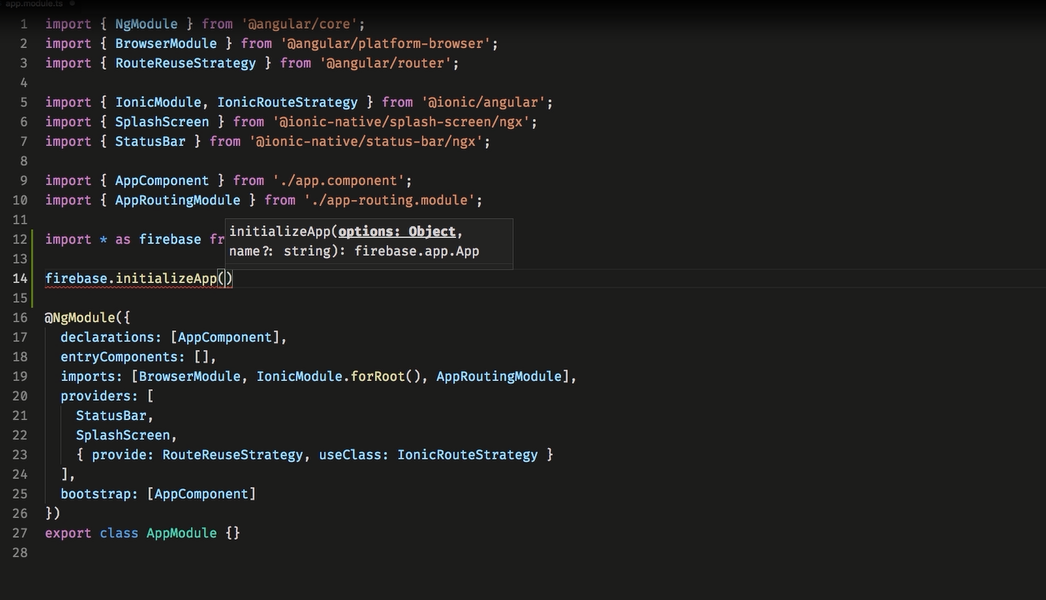 app.module.ts
1 import { NgModule } from '@angular/core';
2 import { BrowserModule } from '@angular/platform-browser';
3 import { RouteReuseStrategy } from '@angular/router';
4
5 import { IonicModule, IonicRouteStrategy } from '@ionic/angular';
6 import { SplashScreen } from '@ionic-native/splash-screen/ngx';
7 import { StatusBar } from '@ionic-native/status-bar/ngx';
8
9 import { AppComponent } from './app.component';
10 import { AppRoutingModule } from './app-routing.module';
11
initializeApp(options: Object,
12 import * as firebase fr
name?: string): firebase.app.App
13
14 firebase.initializeApp()
15
16 @NgModule({
17 declarations: [AppComponent],
18 entryComponents: [],
19 imports: [BrowserModule, IonicModule.forRoot(), AppRoutingModule],
20 providers: [
21 StatusBar,
22 SplashScreen,
23 { provide: RouteReuseStrategy, useClass: IonicRouteStrategy }
24 ],
25 bootstrap: [AppComponent]
26 })
27 export class AppModule {}
28